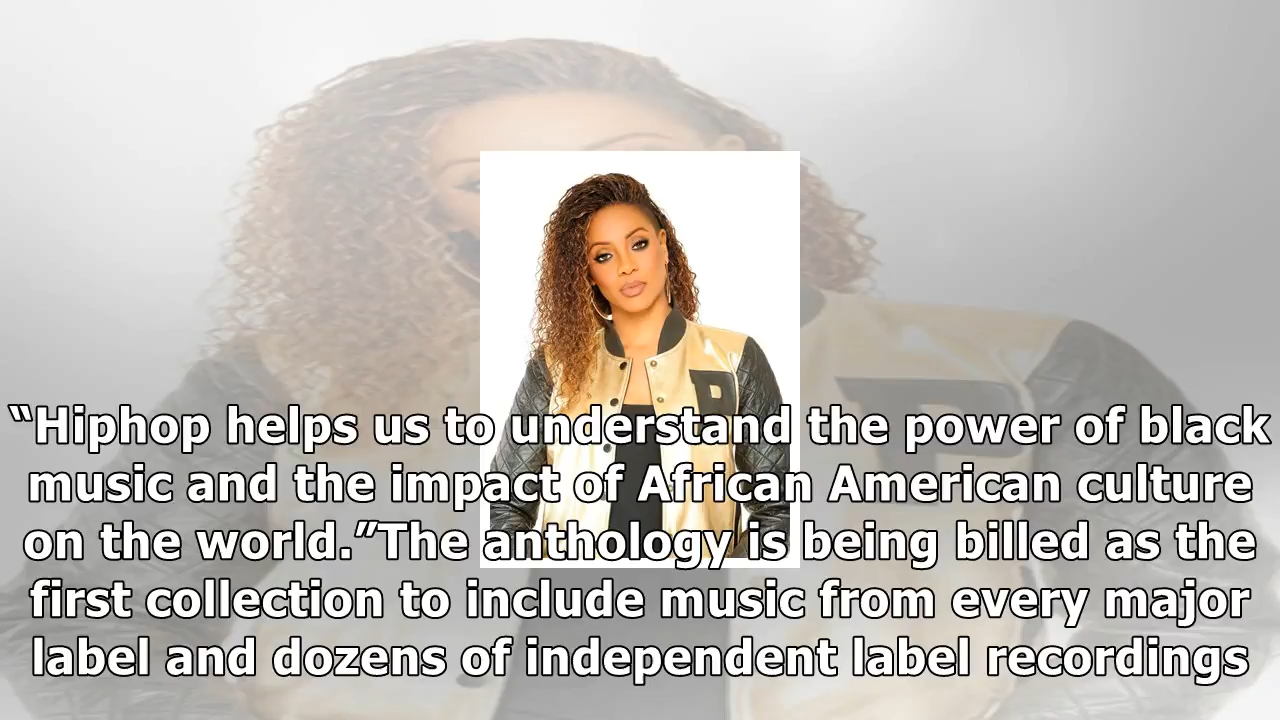 “Hiphop helps us to understand the power of black
music and the impact of African American culture
on the world.”The anthology is being billed as the
first collection to include music from every major
label and dozens of independent label recordings